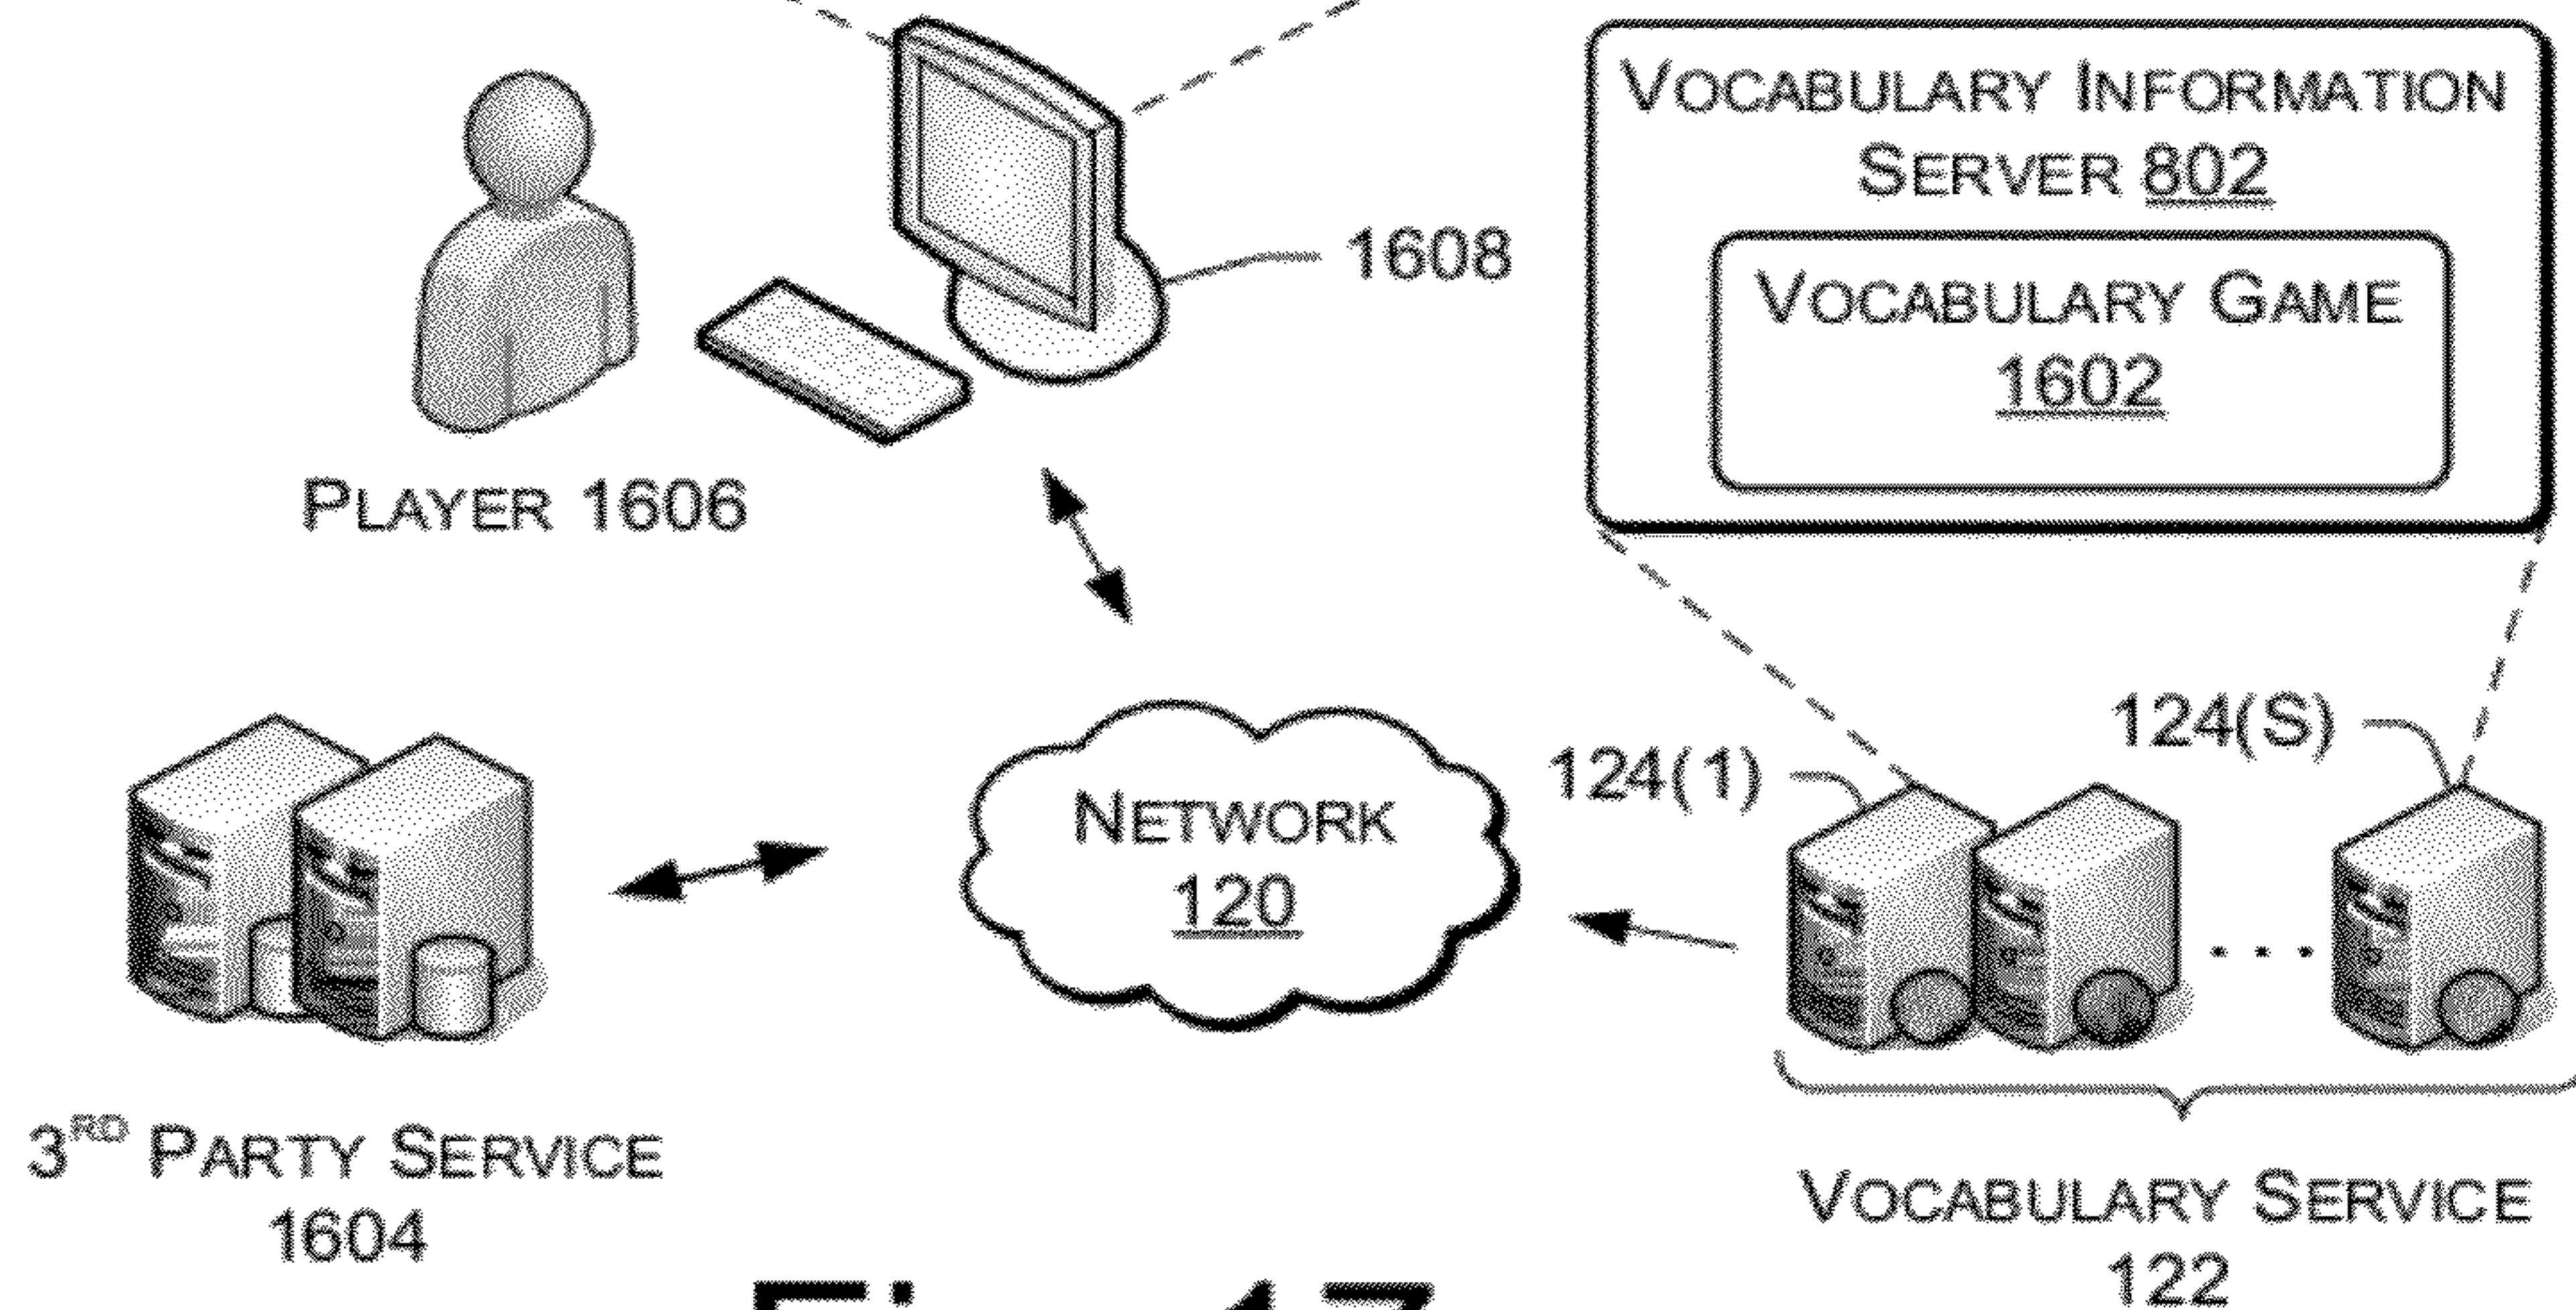 VOCABULARY INFORMATION
SERVER 802
VOCABULARY GAME
1602
1608
PLAYER 1606
124(S)
124(1)
NETWORK
120
3RD PARTY SERVICE
1604
VOCABULARY SERVICE
122